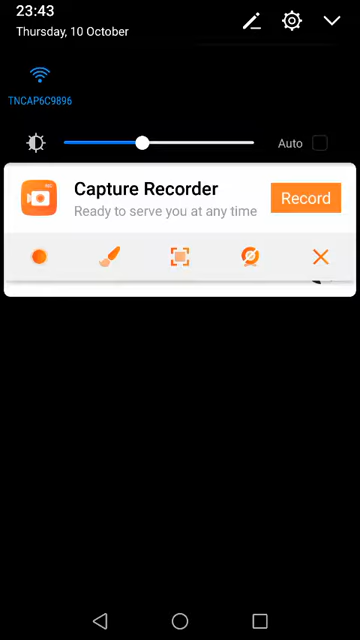 23:43
Thursday, 10 October
TNCAP6C9896
Auto
Capture Recorder
Record
Ready to serve you at any time